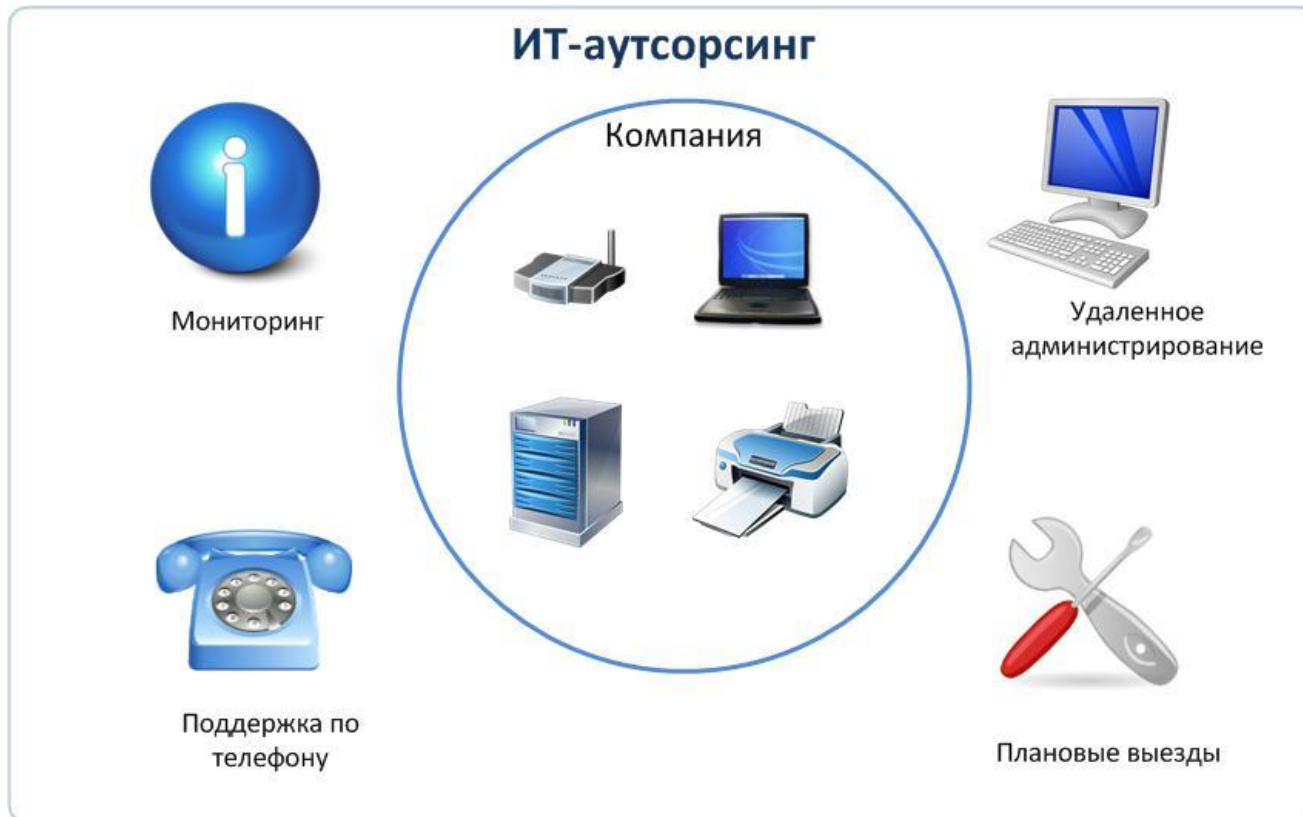 ИТ-аутсорсинг
Компания
Мониторинг
Удаленное
администрирование
Поддержка по
телефону
Плановые выезды